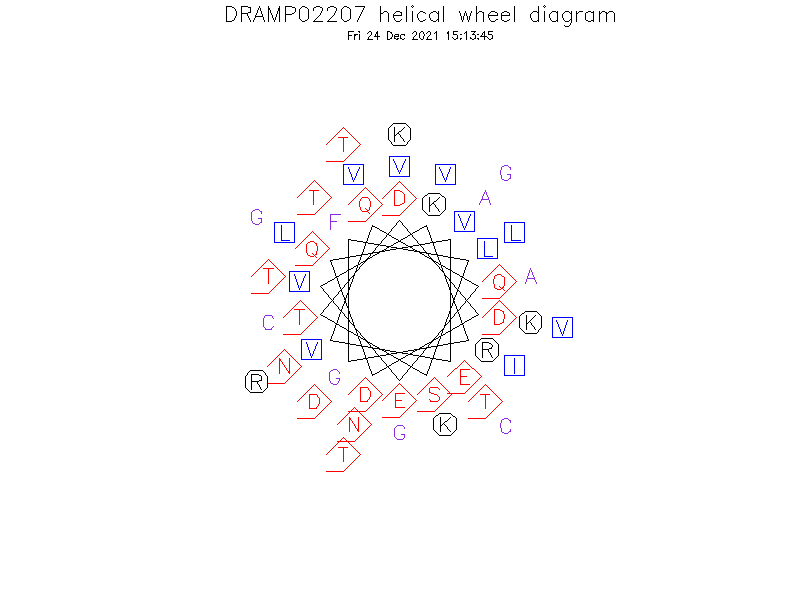 DRAMP02207 helical wheel diagram
Fri 24 Dec 2021 15:13:45
K
T
V V V G
T Q D K A
G F V
L L
Q L
T V Q A
T D K V
C
V R
N I
R G E
D D E S T
N G K C
T